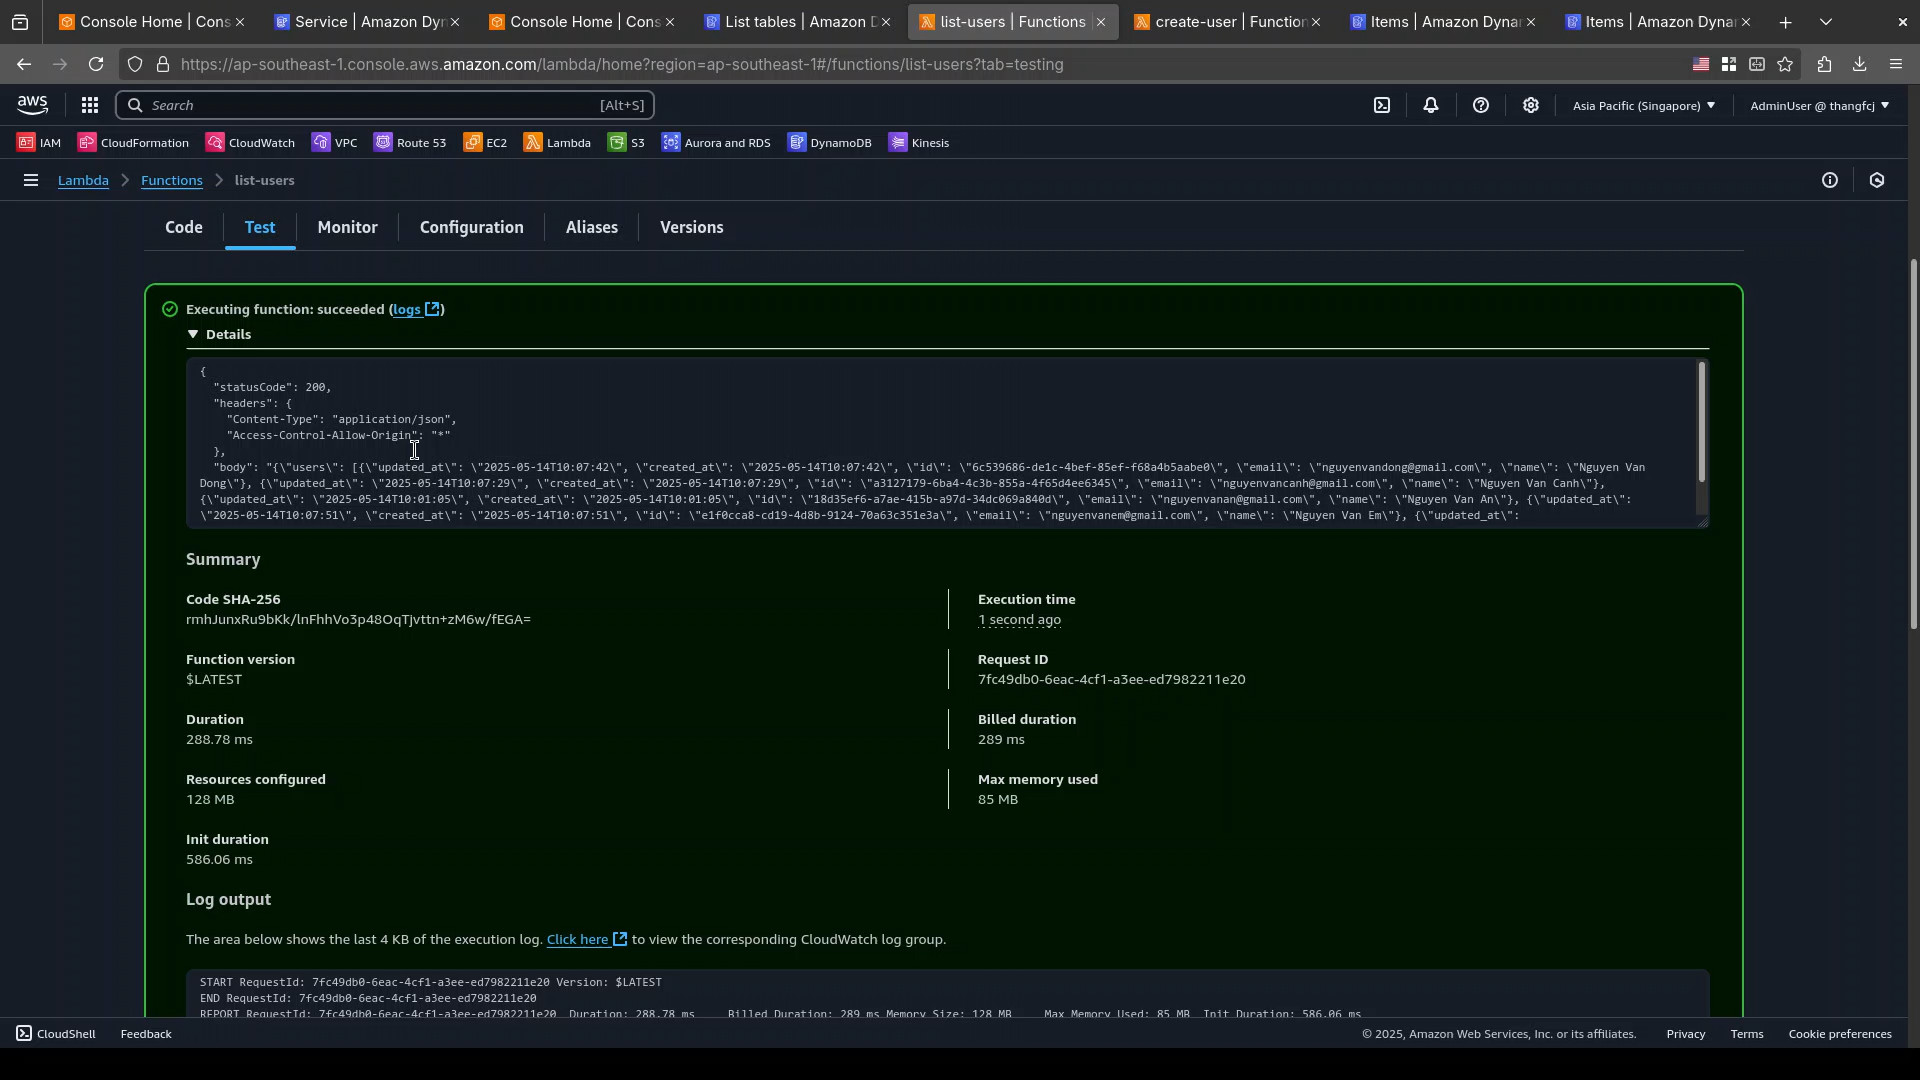 Console Home | Cons
Service | Amazon Dyn
Console Home | Cons
List tables | Amazon D
list-users | Functions
create-user | Function
Items | Amazon Dynar
Items | Amazon Dynar
https://ap-southeast-1.console.aws.amazon.com/lambda/home?region=ap-southeast-1#/functions/list-users?tab=testing
aws
Search [Alt+S]
Asia Pacific (Singapore)
AdminUser @ thangfcj
IAM CloudFormation CloudWatch VPC Route 53 EC2 Lambda S3 Aurora and RDS DynamoDB Kinesis
Lambda > Functions > list-users
Code Test Monitor Configuration Aliases Versions
Executing function: succeeded (logs)
Details
{
"statusCode": 200,
"headers": {
"Content-Type": "application/json",
"Access-Control-Allow-Origin": "*"
},
"body": "{\"users\": [{\"updated_at\": \"2025-05-14T10:07:42\", \"created_at\": \"2025-05-14T10:07:42\", \"id\": \"6c539686-de1c-4bef-85ef-f68a4b5aabe0\", \"email\": \"nguyenvandong@gmail.com\", \"name\": \"Nguyen Van
Dong\"}, {\"updated_at\": \"2025-05-14T10:07:29\", \"created_at\": \"2025-05-14T10:07:29\", \"id\": \"a3127179-6ba4-4c3b-855a-4f65d4ee6345\", \"email\": \"nguyenvancanh@gmail.com\", \"name\": \"Nguyen Van Canh\"},
{\"updated_at\": \"2025-05-14T10:01:05\", \"created_at\": \"2025-05-14T10:01:05\", \"id\": \"18d35ef6-a7ae-415b-a97d-34dc069a840d\", \"email\": \"nguyenvanan@gmail.com\", \"name\": \"Nguyen Van An\"}, {\"updated_at\":
\"2025-05-14T10:07:51\", \"created_at\": \"2025-05-14T10:07:51\", \"id\": \"e1f0cca8-cd19-4d8b-9124-70a63c351e3a\", \"email\": \"nguyenvanem@gmail.com\", \"name\": \"Nguyen Van Em\"}, {\"updated_at\":
Summary
Code SHA-256
rmhJunxRu9bKk/lnFhhVo3p48OqTjvttn+zM6w/fEGA=
Execution time
1 second ago
Function version
$LATEST
Request ID
7fc49db0-6eac-4cf1-a3ee-ed7982211e20
Duration
288.78 ms
Billed duration
289 ms
Resources configured
128 MB
Max memory used
85 MB
Init duration
586.06 ms
Log output
The area below shows the last 4 KB of the execution log. Click here to view the corresponding CloudWatch log group.
START RequestId: 7fc49db0-6eac-4cf1-a3ee-ed7982211e20 Version: $LATEST
END RequestId: 7fc49db0-6eac-4cf1-a3ee-ed7982211e20
REPORT RequestId: 7fc49db0-6eac-4cf1-a3ee-ed7982211e20 Duration: 288.78 ms Billed Duration: 289 ms Memory Size: 128 MB Max Memory Used: 85 MB Init Duration: 586.06 ms
CloudShell Feedback
© 2025, Amazon Web Services, Inc. or its affiliates. Privacy Terms Cookie preferences